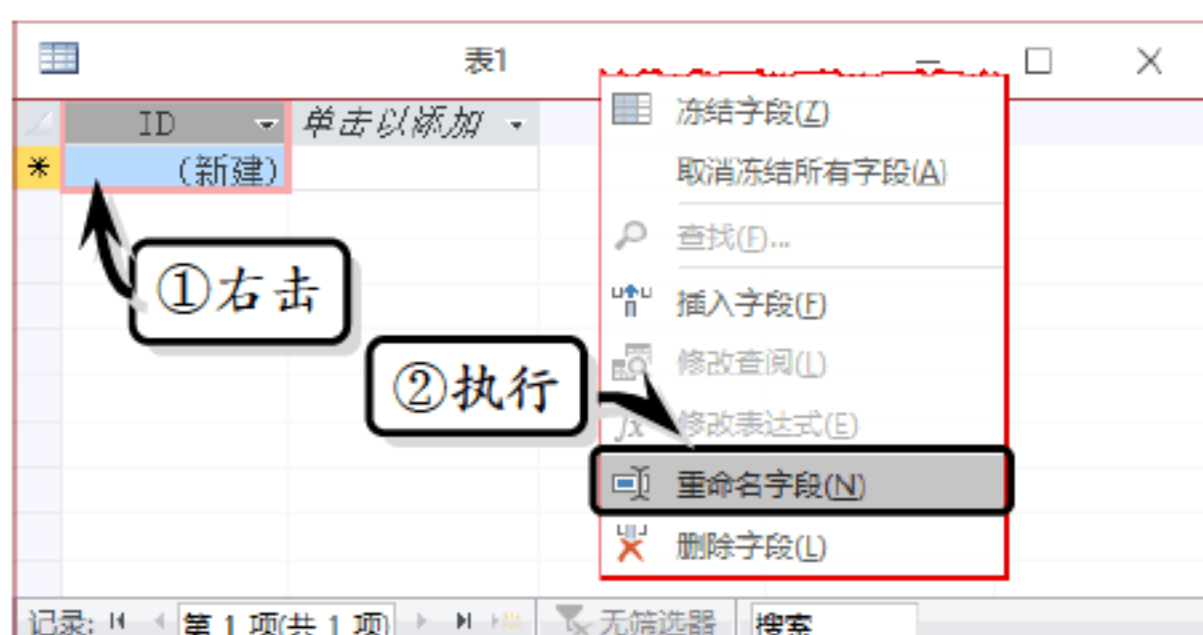 表1
ID 单击以添加
(新建)
冻结字段(Z)
取消冻结所有字段(A)
查找(F)...
①右击
插入字段(F)
修改查阅(L)
②执行
fx 修改表达式(E)
重命名字段(N)
删除字段(L)
记录: 第 1 项(共 1 项) 无筛选器 搜索